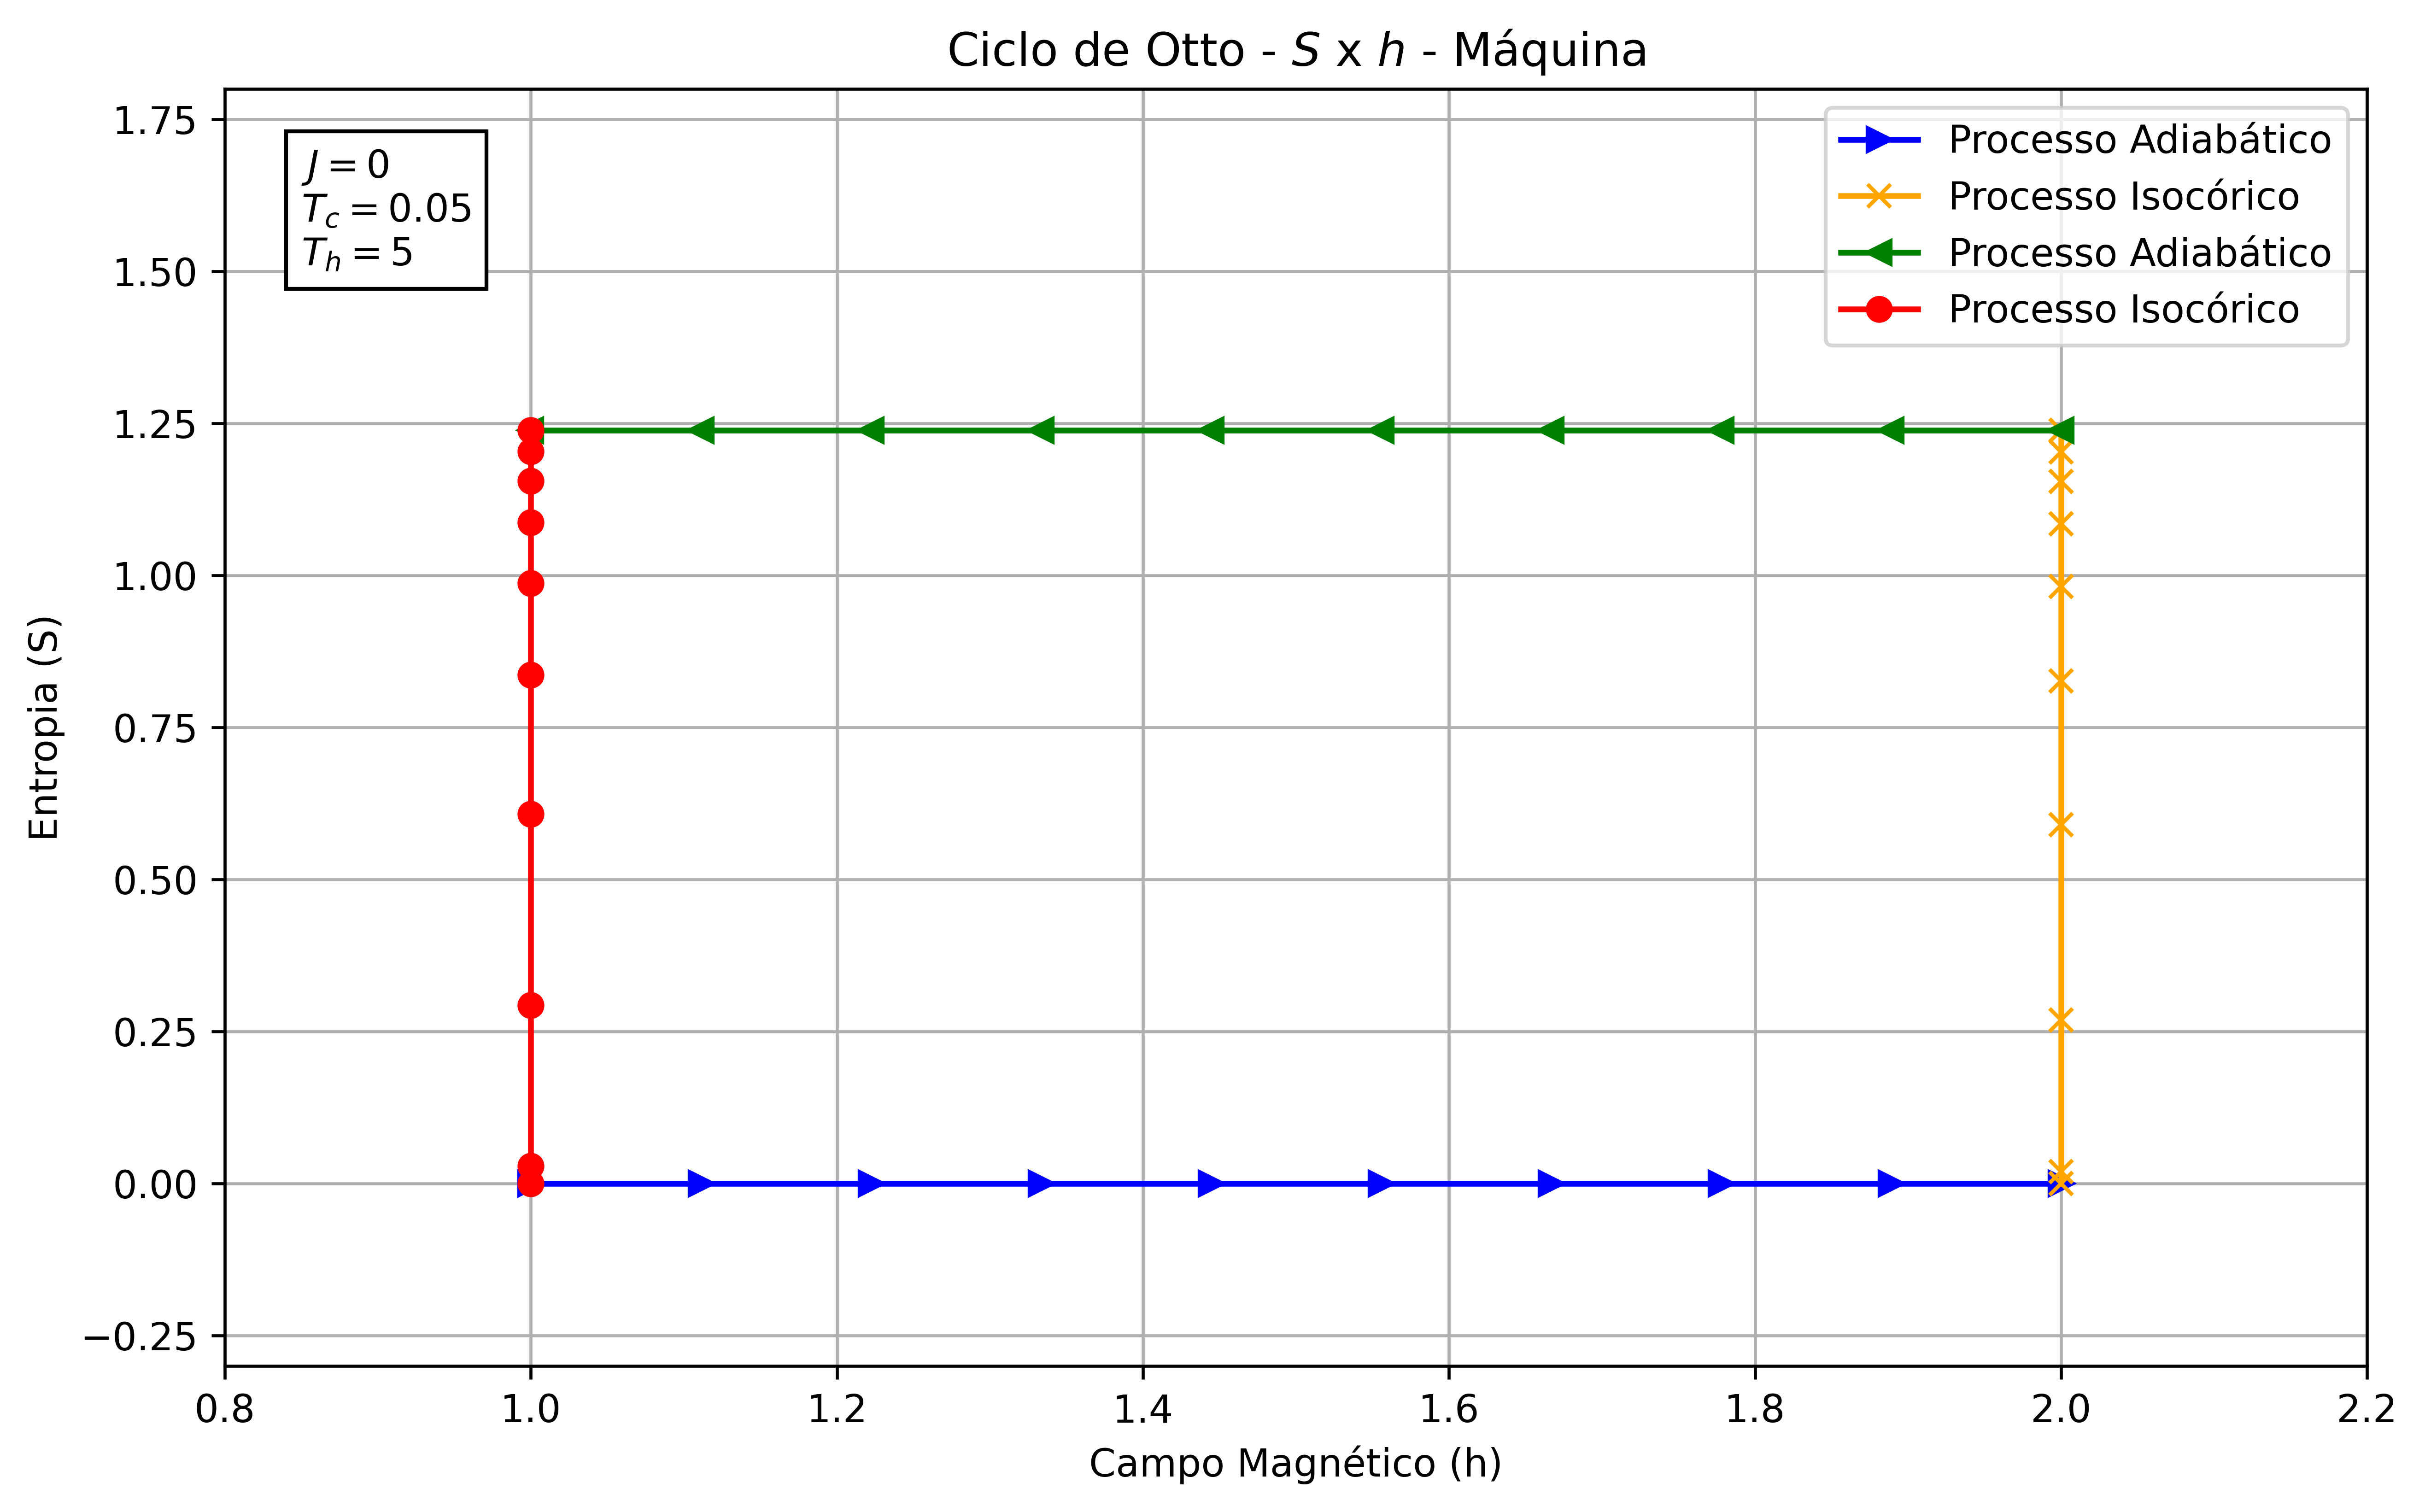 Ciclo de Otto - S x h - Máquina
J = 0
T_c = 0.05
T_h = 5
Processo Adiabático
Processo Isocórico
Processo Adiabático
Processo Isocórico
Entropia (S)
1.75
1.50
1.25
1.00
0.75
0.50
0.25
0.00
−0.25
0.8 1.0 1.2 1.4 1.6 1.8 2.0 2.2
Campo Magnético (h)